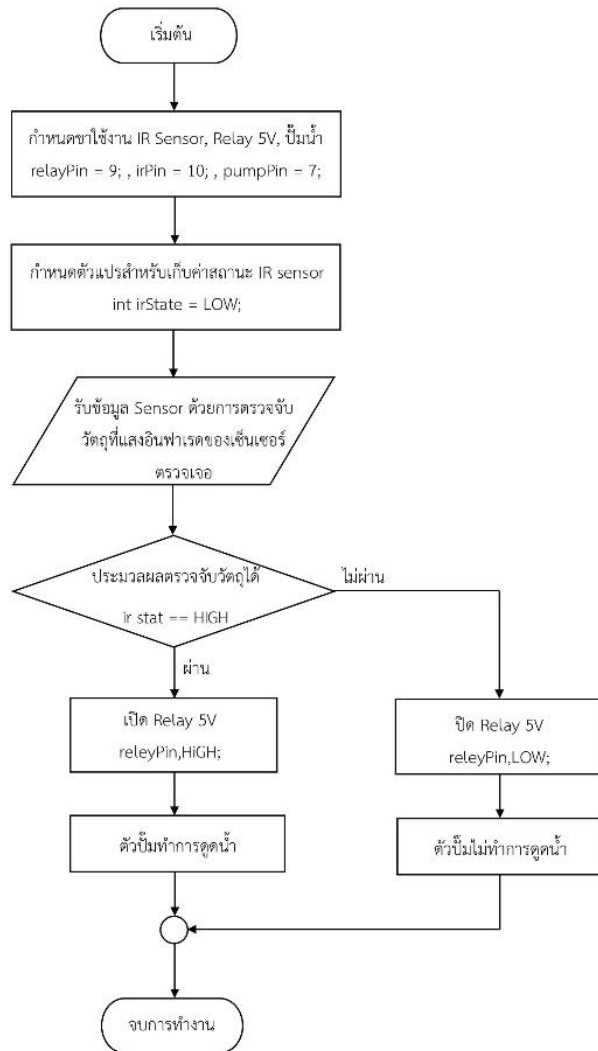 เริ่มต้น
กำหนดขาใช้งาน IR Sensor, Relay 5V, ปั๊มน้ำ
relayPin = 9; , irPin = 10; , pumpPin = 7;
กำหนดตัวแปรสำหรับเก็บค่าสถานะ IR sensor
int irState = LOW;
รับข้อมูล Sensor ด้วยการตรวจจับ
วัตถุที่แสงอินฟาเรดของเซ็นเซอร์
ตรวจเจอ
ประมวลผลตรวจจับวัตถุได้
ir stat == HIGH
ไม่ผ่าน
ผ่าน
เปิด Relay 5V
releyPin,HiGH;
ปิด Relay 5V
releyPin,LOW;
ตัวปั๊มทำการดูดน้ำ
ตัวปั๊มไม่ทำการดูดน้ำ
จบการทำงาน